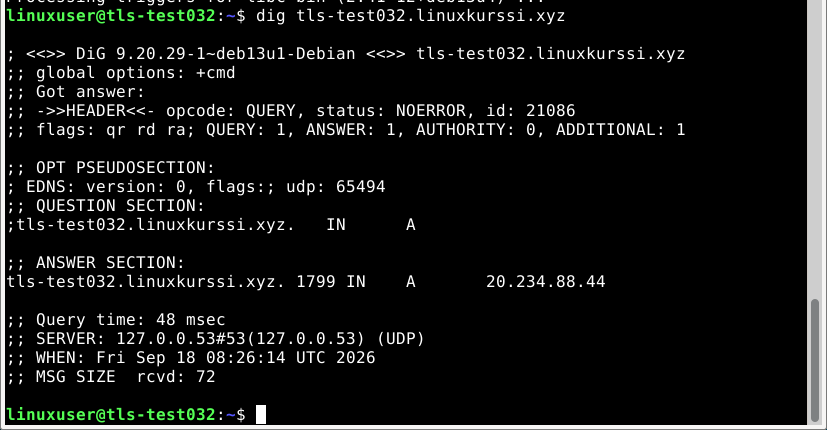 linuxuser@tls-test032:~$ dig tls-test032.linuxkurssi.xyz

; <<>> DiG 9.20.29-1~deb13u1-Debian <<>> tls-test032.linuxkurssi.xyz
;; global options: +cmd
;; Got answer:
;; ->>HEADER<<- opcode: QUERY, status: NOERROR, id: 21086
;; flags: qr rd ra; QUERY: 1, ANSWER: 1, AUTHORITY: 0, ADDITIONAL: 1

;; OPT PSEUDOSECTION:
; EDNS: version: 0, flags:; udp: 65494
;; QUESTION SECTION:
;tls-test032.linuxkurssi.xyz.   IN      A

;; ANSWER SECTION:
tls-test032.linuxkurssi.xyz. 1799 IN    A       20.234.88.44

;; Query time: 48 msec
;; SERVER: 127.0.0.53#53(127.0.0.53) (UDP)
;; WHEN: Fri Sep 18 08:26:14 UTC 2026
;; MSG SIZE  rcvd: 72

linuxuser@tls-test032:~$